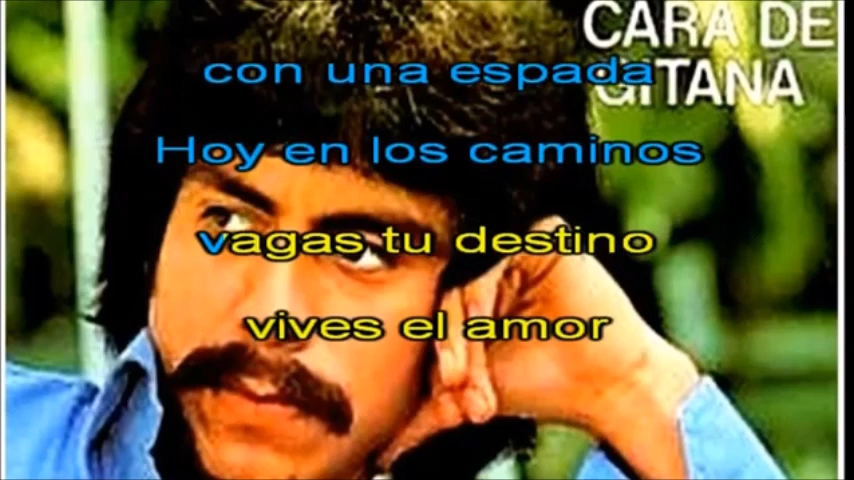 CARA DE
GITANA
con una espada
Hoy en los caminos
vagas tu destino
vives el amor